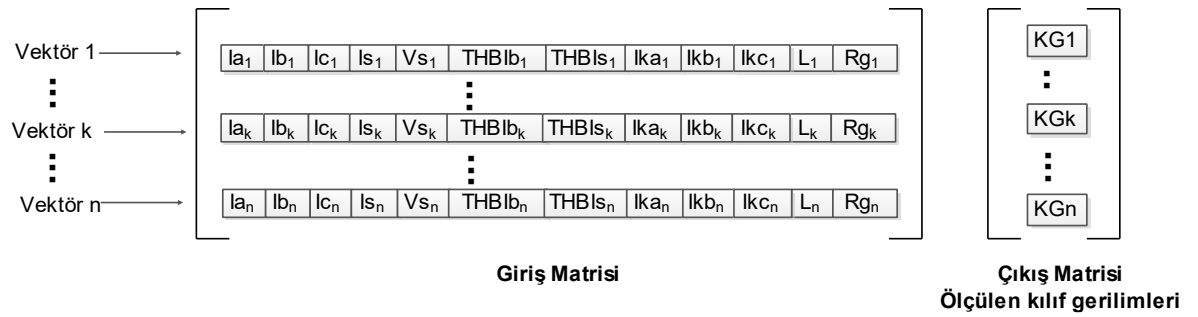 Vektör 1 Ia₁ Ib₁ Ic₁ Is₁ Vs₁ THBIb₁ THBIs₁ Ika₁ Ikb₁ Ikc₁ L₁ Rg₁ KG1
Vektör k Iaₖ Ibₖ Icₖ Isₖ Vsₖ THBIbₖ THBIsₖ Ikaₖ Ikbₖ Ikcₖ Lₖ Rgₖ KGk
Vektör n Iaₙ Ibₙ Icₙ Isₙ Vsₙ THBIbₙ THBIsₙ Ikaₙ Ikbₙ Ikcₙ Lₙ Rgₙ KGn
Giriş Matrisi Çıkış Matrisi
Ölçülen kılıf gerilimleri